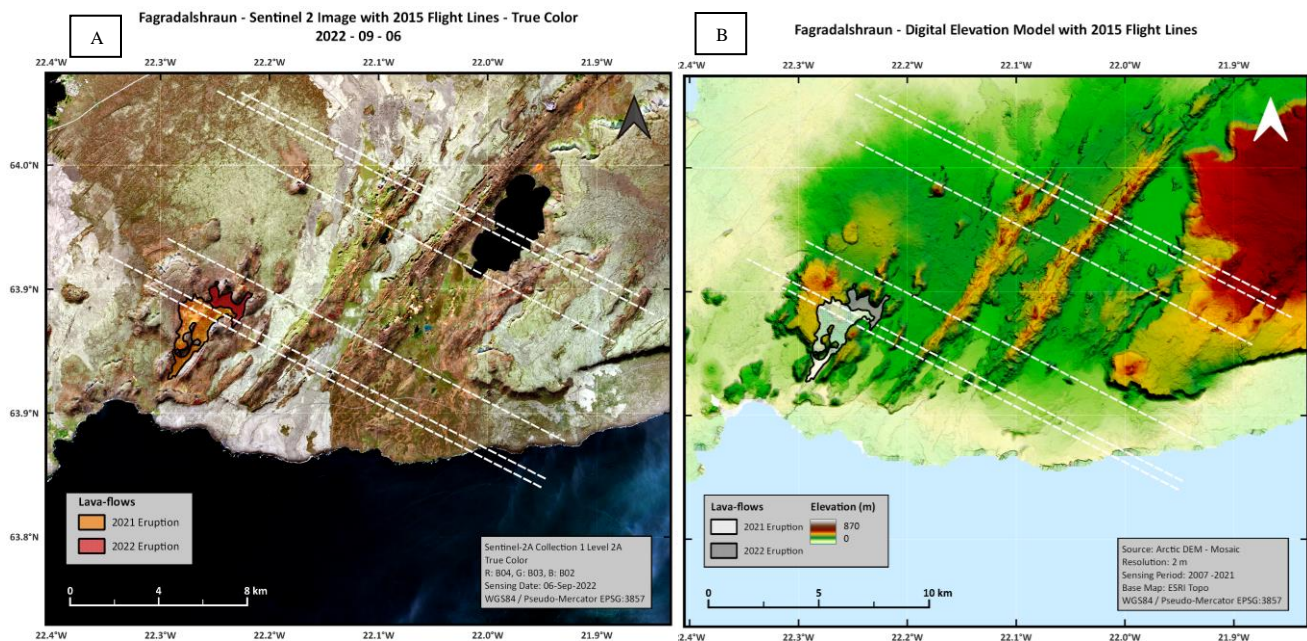 A
Fagradalshraun - Sentinel 2 Image with 2015 Flight Lines - True Color
2022 - 09 - 06
22.4°W 22.3°W 22.2°W 22.1°W 22.0°W 21.9°W
64.0°N
63.9°N
63.9°N
63.8°N
Lava-flows
2021 Eruption
2022 Eruption
0 4 8 km
Sentinel-2A Collection 1 Level 2A
True Color
R: B04, G: B03, B: B02
Sensing Date: 06-Sep-2022
WGS84 / Pseudo-Mercator EPSG:3857
22.4°W 22.3°W 22.2°W 22.1°W 22.0°W 21.9°W
B
Fagradalshraun - Digital Elevation Model with 2015 Flight Lines
22.4°W 22.3°W 22.2°W 22.1°W 22.0°W 21.9°W
Lava-flows
2021 Eruption
2022 Eruption
Elevation (m)
870
0
0 5 10 km
Source: Arctic DEM - Mosaic
Resolution: 2 m
Sensing Period: 2007 -2021
Base Map: ESRI Topo
WGS84 / Pseudo-Mercator EPSG:3857
22.4°W 22.3°W 22.2°W 22.1°W 22.0°W 21.9°W